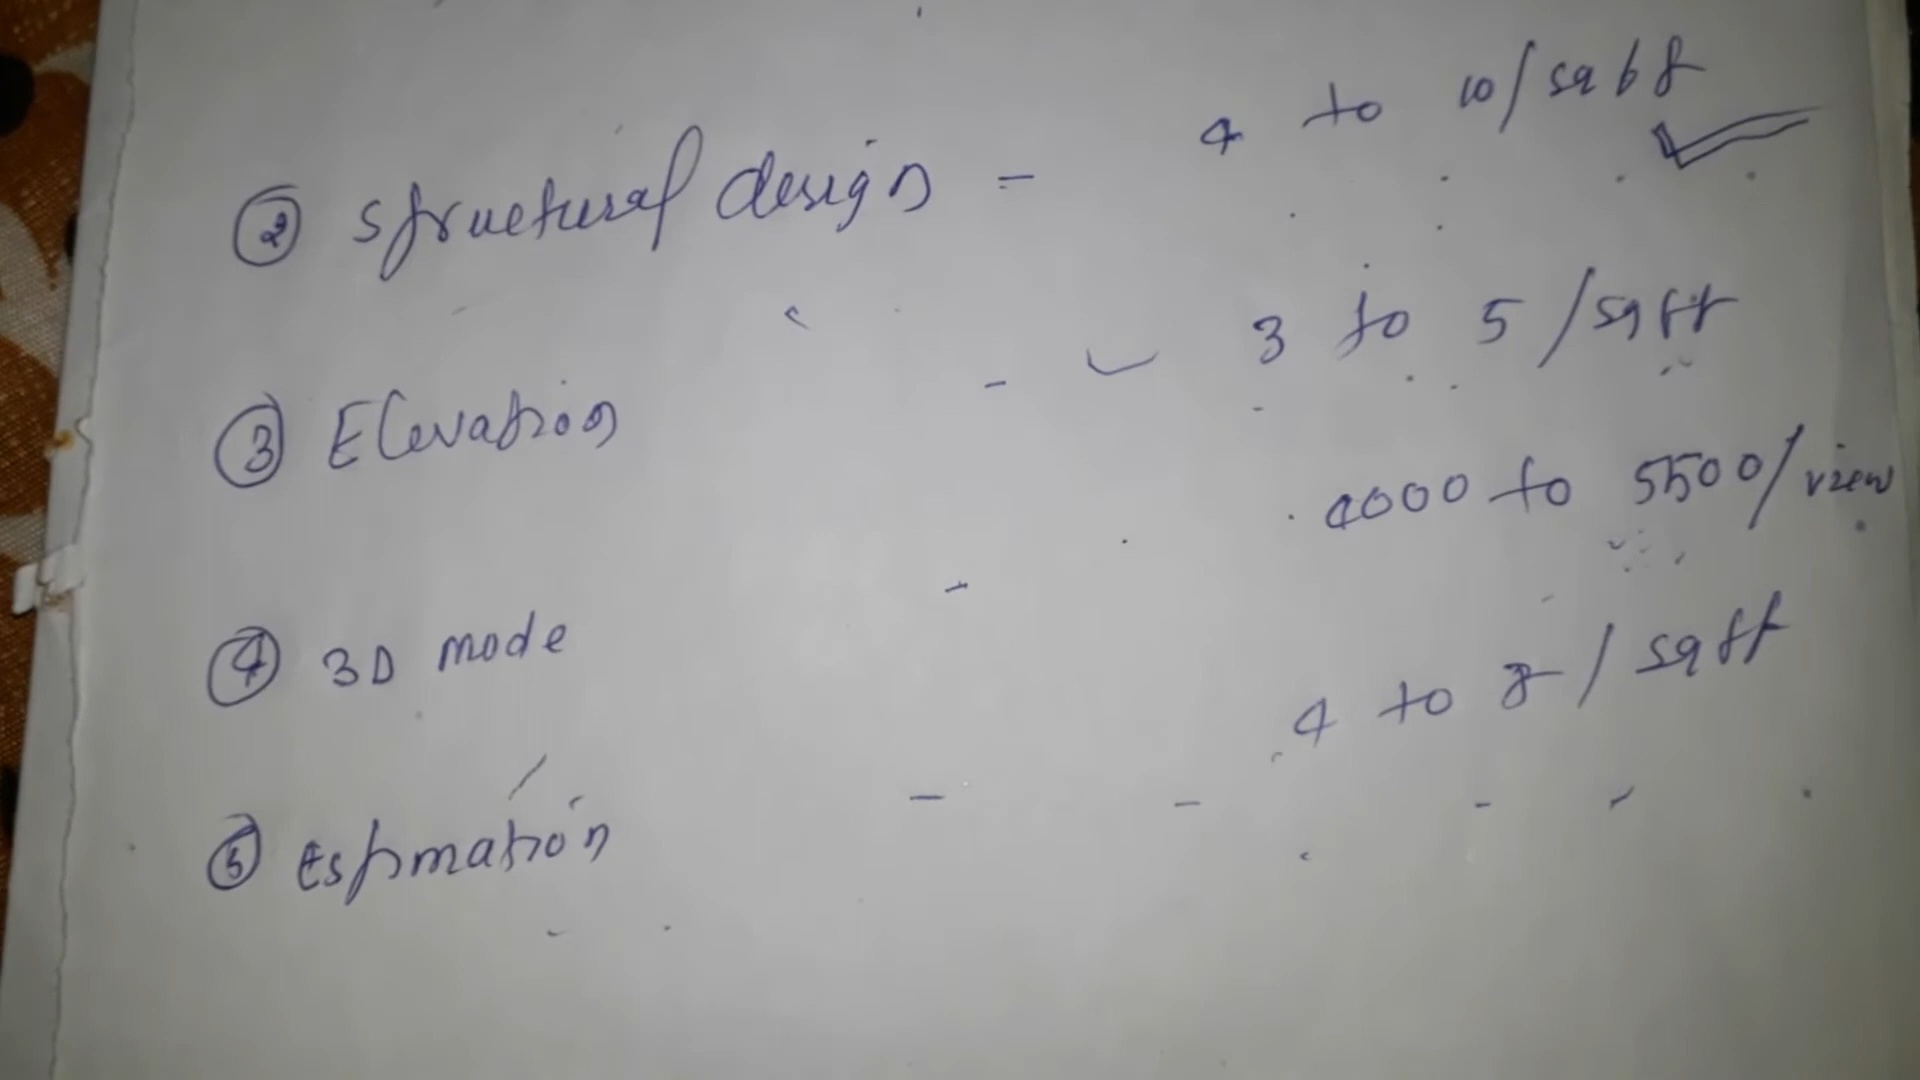 ② Structural design - 4 to 10/sqft
③ Elevation - 3 to 5/sqft
④ 3D mode - 4000 to 5500/view
⑤ Estimation - 4 to 8/sqft